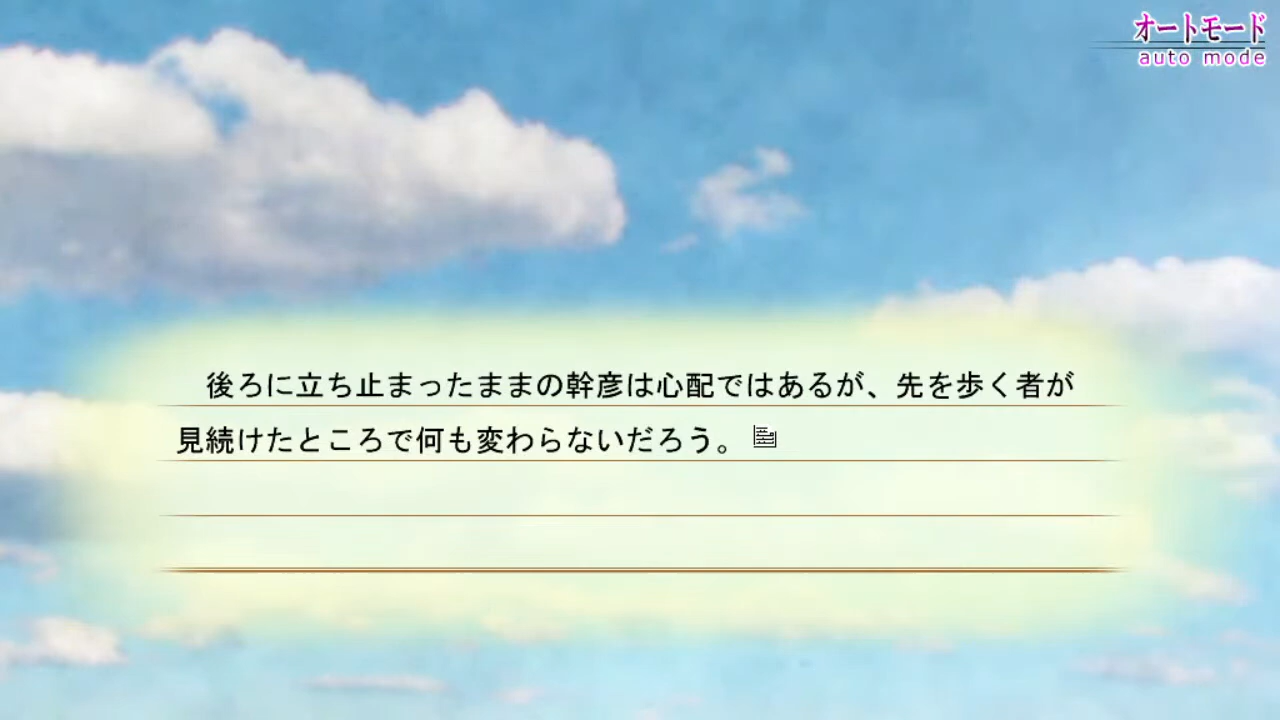 オートモード
auto mode
後ろに立ち止まったままの幹彦は心配ではあるが、先を歩く者が
見続けたところで何も変わらないだろう。